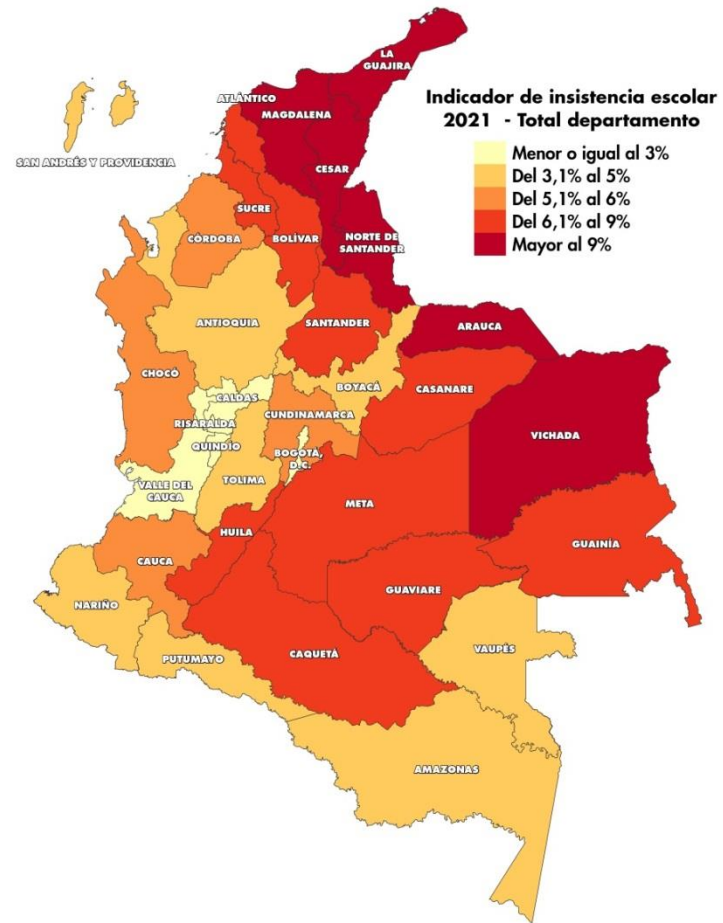 LA
GUAJIRA
ATLÁNTICO
MAGDALENA
Indicador de insistencia escolar
2021 - Total departamento
Menor o igual al 3%
Del 3,1% al 5%
Del 5,1% al 6%
Del 6,1% al 9%
Mayor al 9%
SAN ANDRÉS Y PROVIDENCIA
CESAR
SUCRE
CÓRDOBA
BOLÍVAR
NORTE DE
SANTANDER
ANTIOQUIA
SANTANDER
ARAUCA
CHOCÓ
BOYACÁ
CASANARE
CALDAS
CUNDINAMARCA
RISARALDA
QUINDÍO
BOGOTÁ,
D.C.
VICHADA
VALLE DEL
CAUCA
TOLIMA
META
HUILA
GUAINÍA
CAUCA
GUAVIARE
NARIÑO
VAUPÉS
CAQUETÁ
PUTUMAYO
AMAZONAS